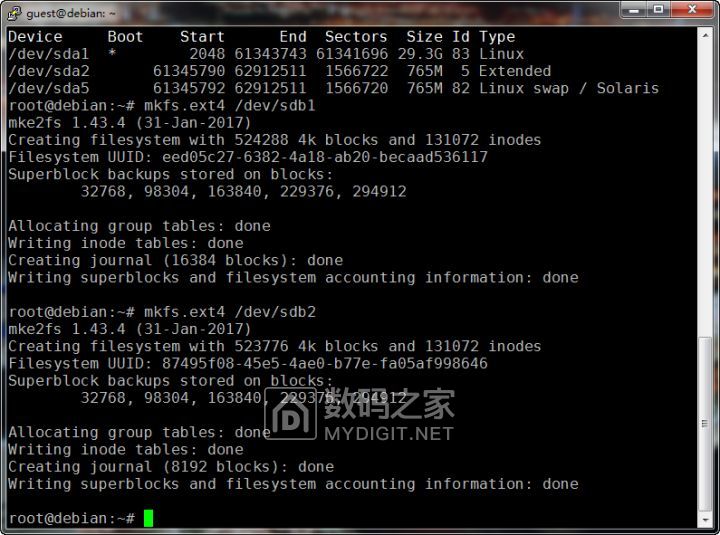 guest@debian: ~
Device     Boot    Start      End  Sectors  Size Id Type
/dev/sda1  *        2048 61343743 61341696 29.3G 83 Linux
/dev/sda2       61345790 62912511  1566722  765M  5 Extended
/dev/sda5       61345792 62912511  1566720  765M 82 Linux swap / Solaris
root@debian:~# mkfs.ext4 /dev/sdb1
mke2fs 1.43.4 (31-Jan-2017)
Creating filesystem with 524288 4k blocks and 131072 inodes
Filesystem UUID: eed05c27-6382-4a18-ab20-becaad536117
Superblock backups stored on blocks:
        32768, 98304, 163840, 229376, 294912
Allocating group tables: done
Writing inode tables: done
Creating journal (16384 blocks): done
Writing superblocks and filesystem accounting information: done
root@debian:~# mkfs.ext4 /dev/sdb2
mke2fs 1.43.4 (31-Jan-2017)
Creating filesystem with 523776 4k blocks and 131072 inodes
Filesystem UUID: 87495f08-45e5-4ae0-b77e-fa05af998646
Superblock backups stored on blocks:
        32768, 98304, 163840, 229376, 294912
数码之家
MYDIGIT.NET
Allocating group tables: done
Writing inode tables: done
Creating journal (8192 blocks): done
Writing superblocks and filesystem accounting information: done
root@debian:~#